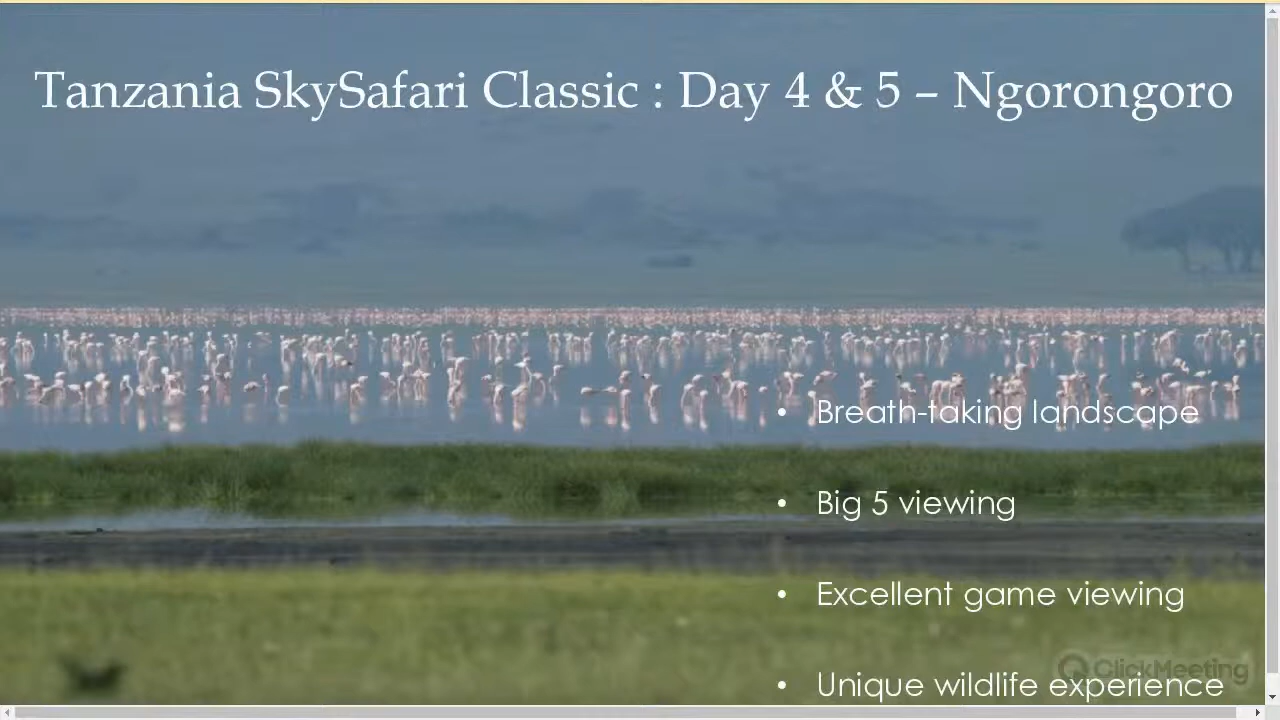 Tanzania SkySafari Classic : Day 4 & 5 – Ngorongoro
• Breath-taking landscape
• Big 5 viewing
• Excellent game viewing
ClickMeeting
• Unique wildlife experience